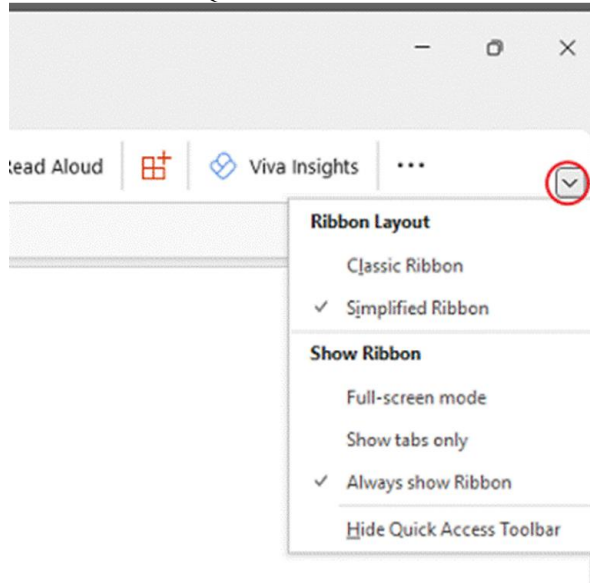 ead Aloud Viva Insights ...
Ribbon Layout
Classic Ribbon
Simplified Ribbon
Show Ribbon
Full-screen mode
Show tabs only
Always show Ribbon
Hide Quick Access Toolbar